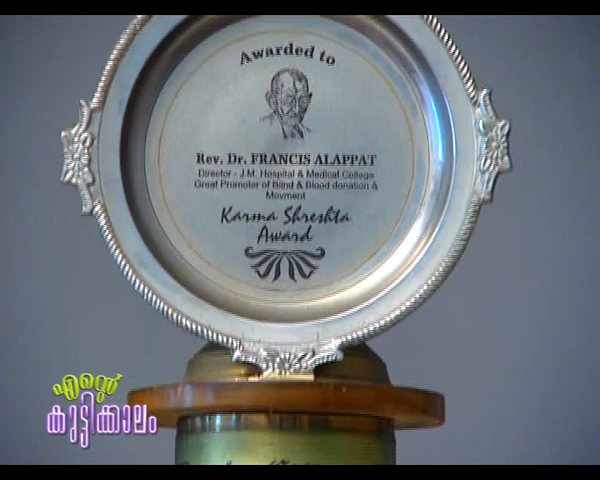 Awarded to
Rev. Dr. FRANCIS ALAPPAT
Director - J.M. Hospital & Medical College
Great Promoter of Blind & Blood donation &
Movment
Karma Shreshta
Award
എന്റെ
കുട്ടിക്കാലം